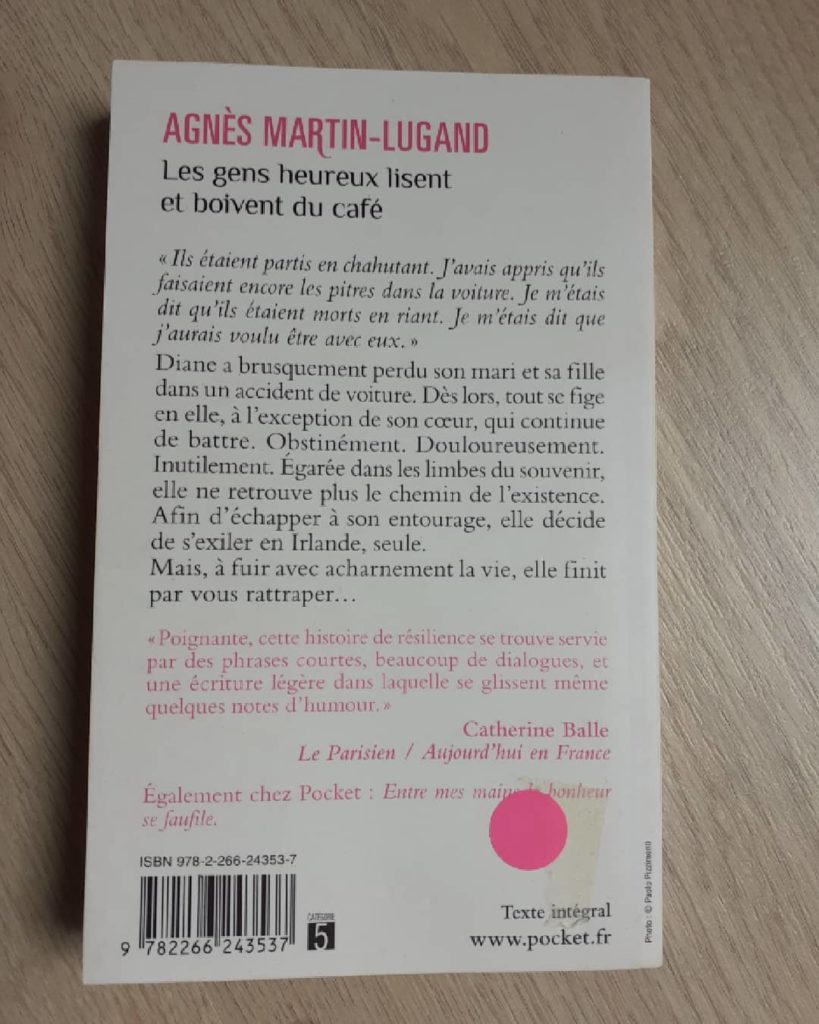 AGNÈS MARTIN-LUGAND
Les gens heureux lisent
et boivent du café
« Ils étaient partis en chahutant. J'avais appris qu'ils
faisaient encore les pitres dans la voiture. Je m'étais
dit qu'ils étaient morts en riant. Je m'étais dit que
j'aurais voulu être avec eux. »
Diane a brusquement perdu son mari et sa fille
dans un accident de voiture. Dès lors, tout se fige
en elle, à l'exception de son cœur, qui continue
de battre. Obstinément. Douloureusement.
Inutilement. Égarée dans les limbes du souvenir,
elle ne retrouve plus le chemin de l'existence.
Afin d'échapper à son entourage, elle décide
de s'exiler en Irlande, seule.
Mais, à fuir avec acharnement la vie, elle finit
par vous rattraper…
« Poignante, cette histoire de résilience se trouve servie
par des phrases courtes, beaucoup de dialogues, et
une écriture légère dans laquelle se glissent même
quelques notes d'humour. »
Catherine Balle
Le Parisien / Aujourd'hui en France
Également chez Pocket : Entre mes mains le bonheur
se faufile.
ISBN 978-2-266-24353-7
9 782266 243537
CATÉGORIE
5
Texte intégral
www.pocket.fr
Photo : © Paolo Pizzimenti